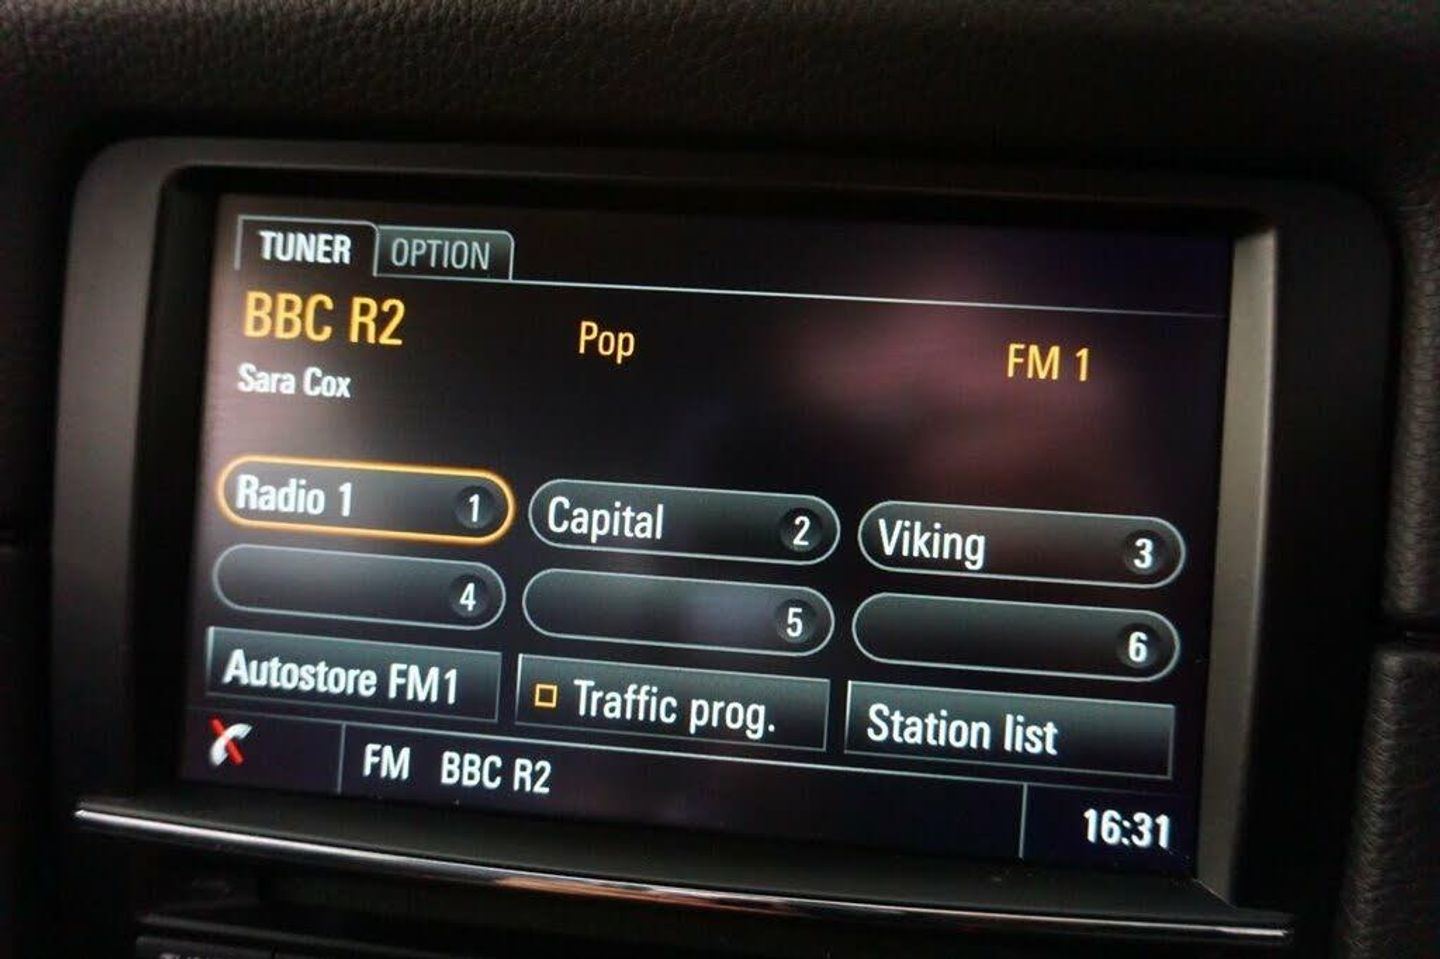 TUNER OPTION
BBC R2 Pop FM 1
Sara Cox
Radio 1 1 Capital 2 Viking 3
4 5 6
Autostore FM1 Traffic prog. Station list
FM BBC R2 16:31